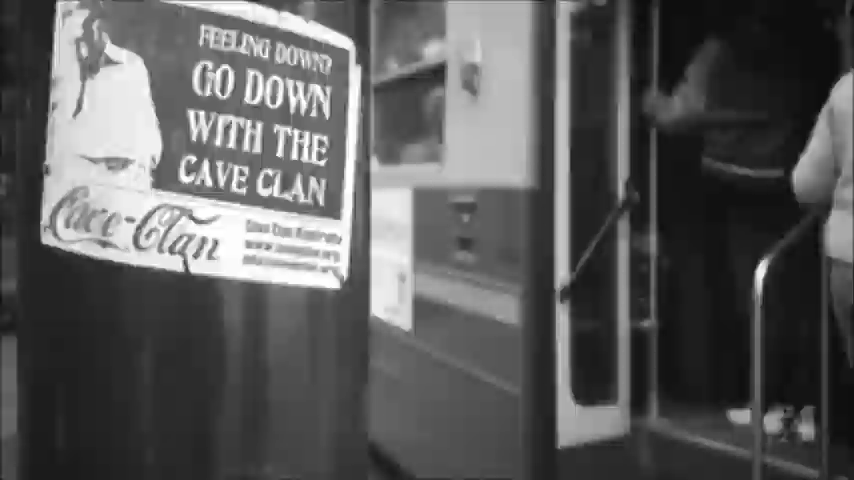 FEELING DOWN?
GO DOWN
WITH THE
CAVE CLAN
Cave-Clan